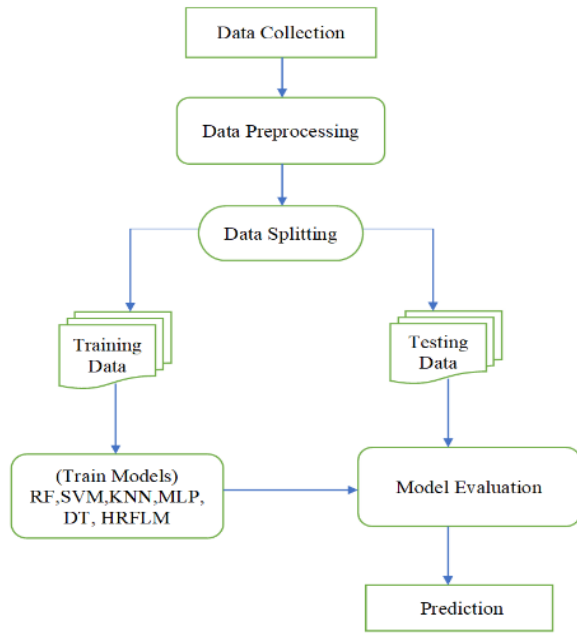 Data Collection
Data Preprocessing
Data Splitting
Training
Data
Testing
Data
(Train Models)
RF,SVM,KNN,MLP,
DT, HRFLM
Model Evaluation
Prediction